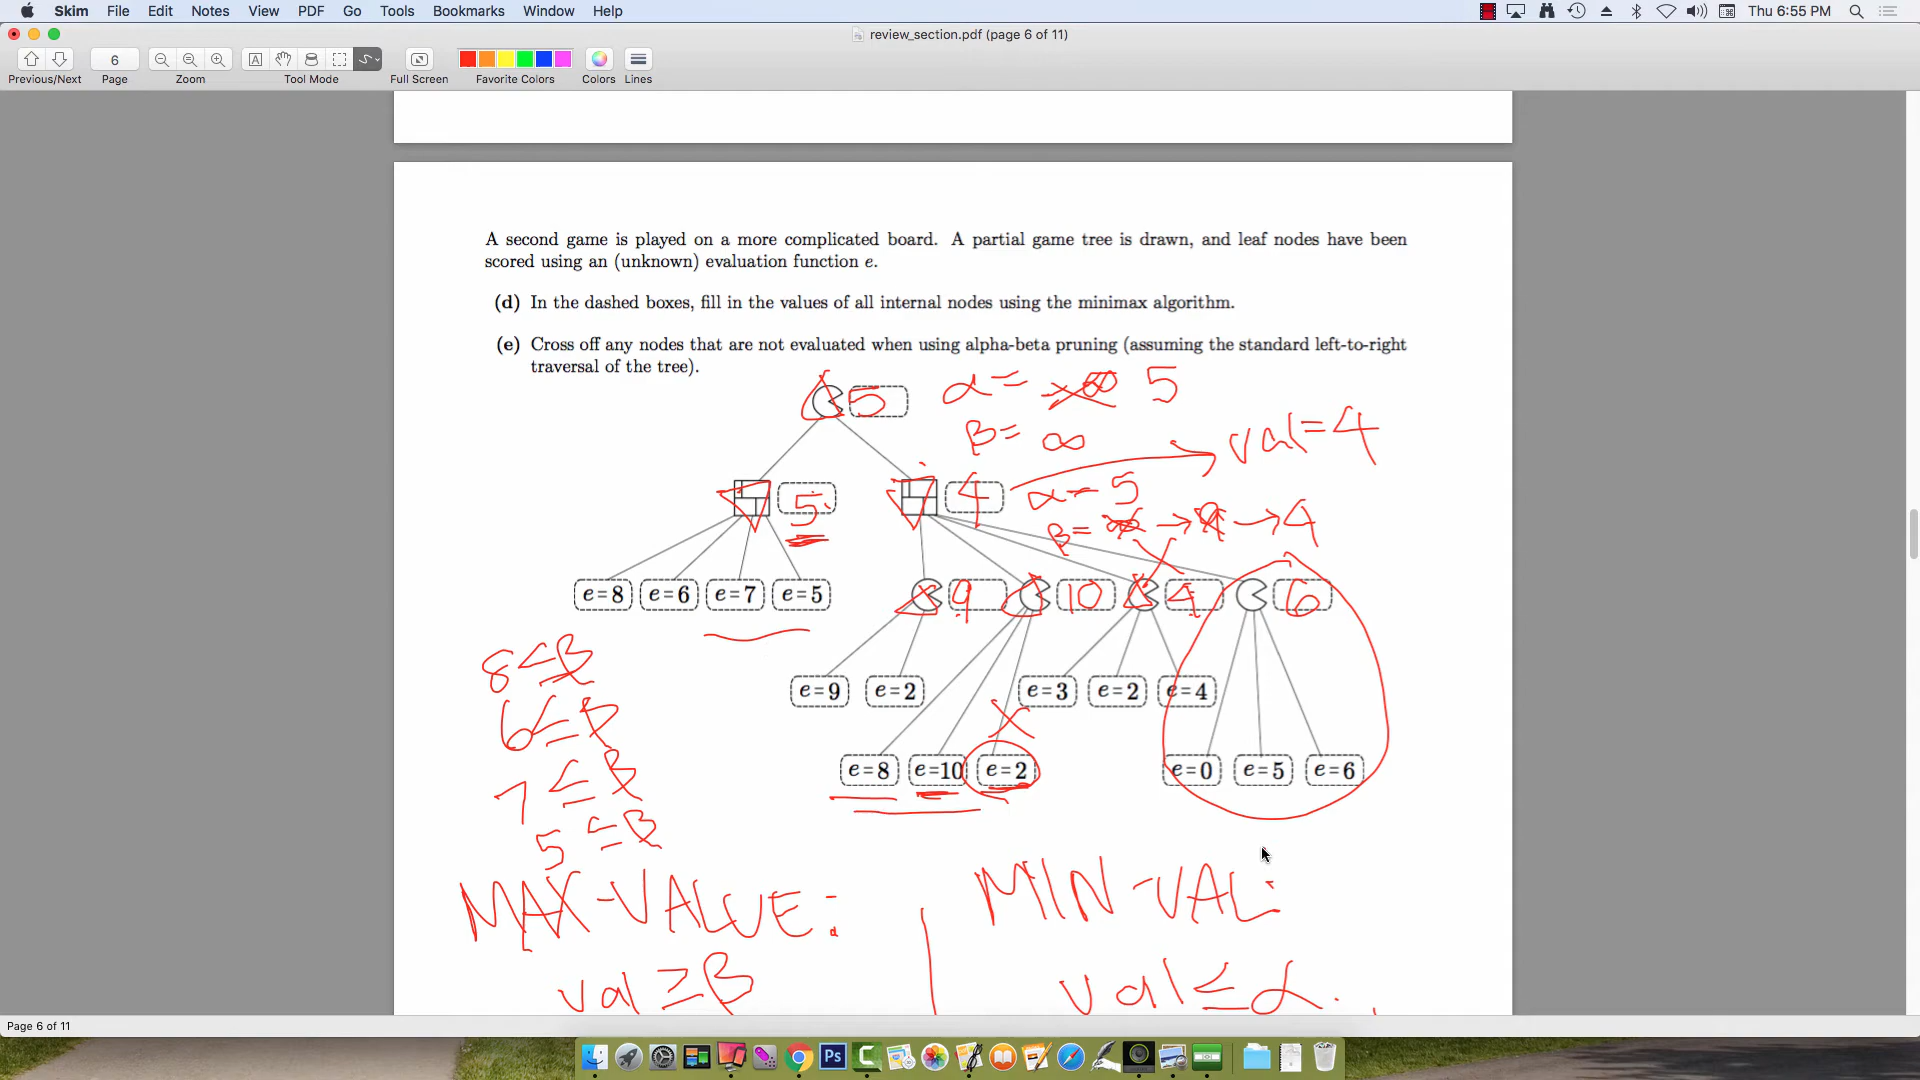 Skim File Edit Notes View PDF Go Tools Bookmarks Window Help Thu 6:55 PM
review_section.pdf (page 6 of 11)
6
Previous/Next Page Zoom Tool Mode Full Screen Favorite Colors Colors Lines
A second game is played on a more complicated board. A partial game tree is drawn, and leaf nodes have been
scored using an (unknown) evaluation function e.
(d) In the dashed boxes, fill in the values of all internal nodes using the minimax algorithm.
(e) Cross off any nodes that are not evaluated when using alpha-beta pruning (assuming the standard left-to-right
traversal of the tree).
5 α= -∞ 5
β= ∞
val=4
5 4 α= 5
β= ∞ → 9 → 4
e=8 e=6 e=7 e=5 9 10 4 6
8≤β
e=9 e=2 e=3 e=2 e=4
6≤β
e=8 e=10 e=2 e=0 e=5 e=6
7≤β
5≤β
MAX-VALUE: MIN-VAL:
val≥β val≤α
Page 6 of 11
Ps